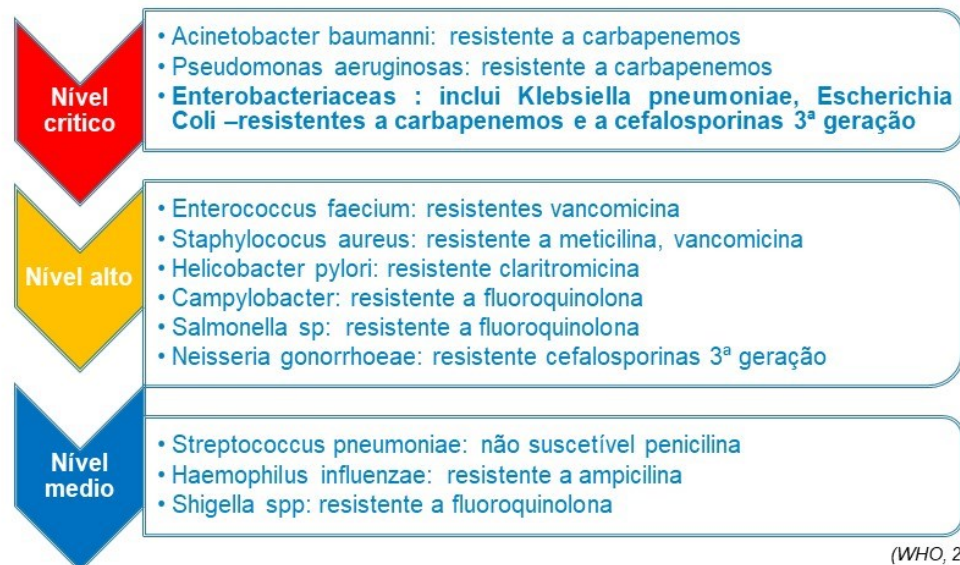 Nível
critico
• Acinetobacter baumanni: resistente a carbapenemos
• Pseudomonas aeruginosas: resistente a carbapenemos
• Enterobacteriaceas : inclui Klebsiella pneumoniae, Escherichia
Coli –resistentes a carbapenemos e a cefalosporinas 3ª geração
Nível alto
• Enterococcus faecium: resistentes vancomicina
• Staphylococus aureus: resistente a meticilina, vancomicina
• Helicobacter pylori: resistente claritromicina
• Campylobacter: resistente a fluoroquinolona
• Salmonella sp: resistente a fluoroquinolona
• Neisseria gonorrhoeae: resistente cefalosporinas 3ª geração
Nível
medio
• Streptococcus pneumoniae: não suscetível penicilina
• Haemophilus influenzae: resistente a ampicilina
• Shigella spp: resistente a fluoroquinolona
(WHO, 2